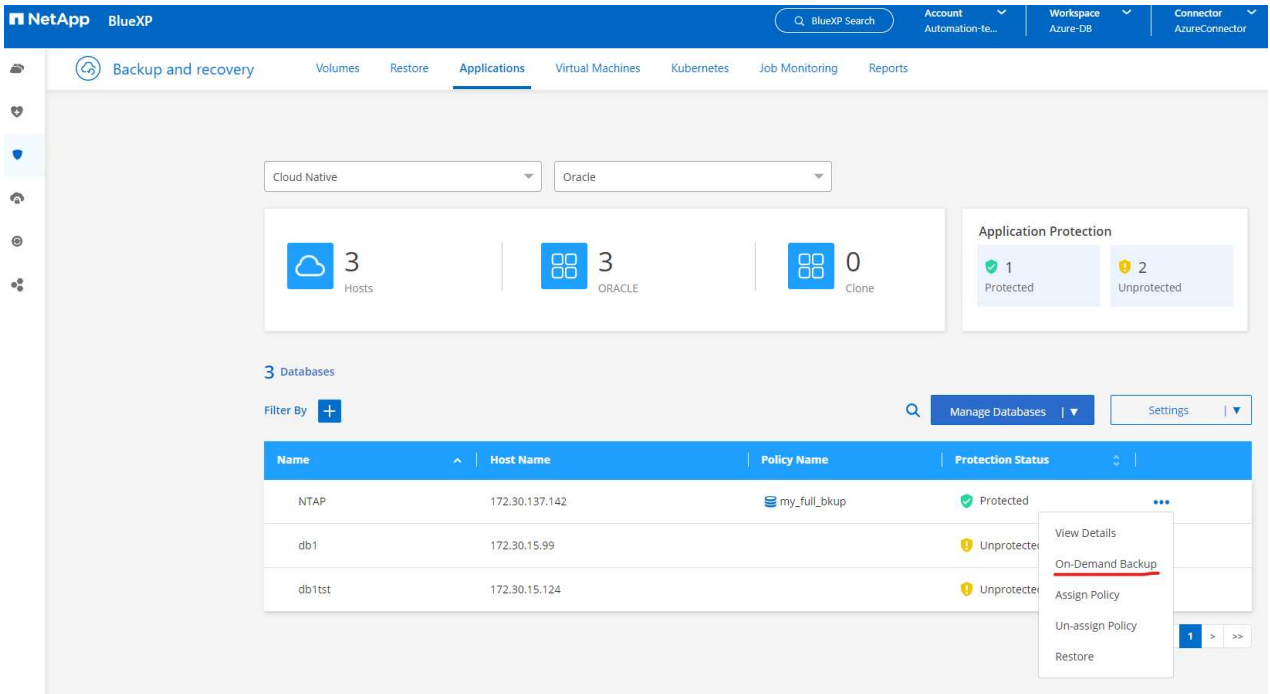 NetApp BlueXP
BlueXP Search
Account
Automation-te...
Workspace
Azure-DB
Connector
AzureConnector
Backup and recovery
Volumes Restore Applications Virtual Machines Kubernetes Job Monitoring Reports
Cloud Native Oracle
3
Hosts
3
ORACLE
0
Clone
Application Protection
1
Protected
2
Unprotected
3 Databases
Filter By +
Manage Databases | ▼ Settings | ▼
Name Host Name Policy Name Protection Status
NTAP 172.30.137.142 my_full_bkup Protected •••
db1 172.30.15.99
db1tst 172.30.15.124
View Details
On-Demand Backup
Assign Policy
Un-assign Policy
Restore
1 > >>